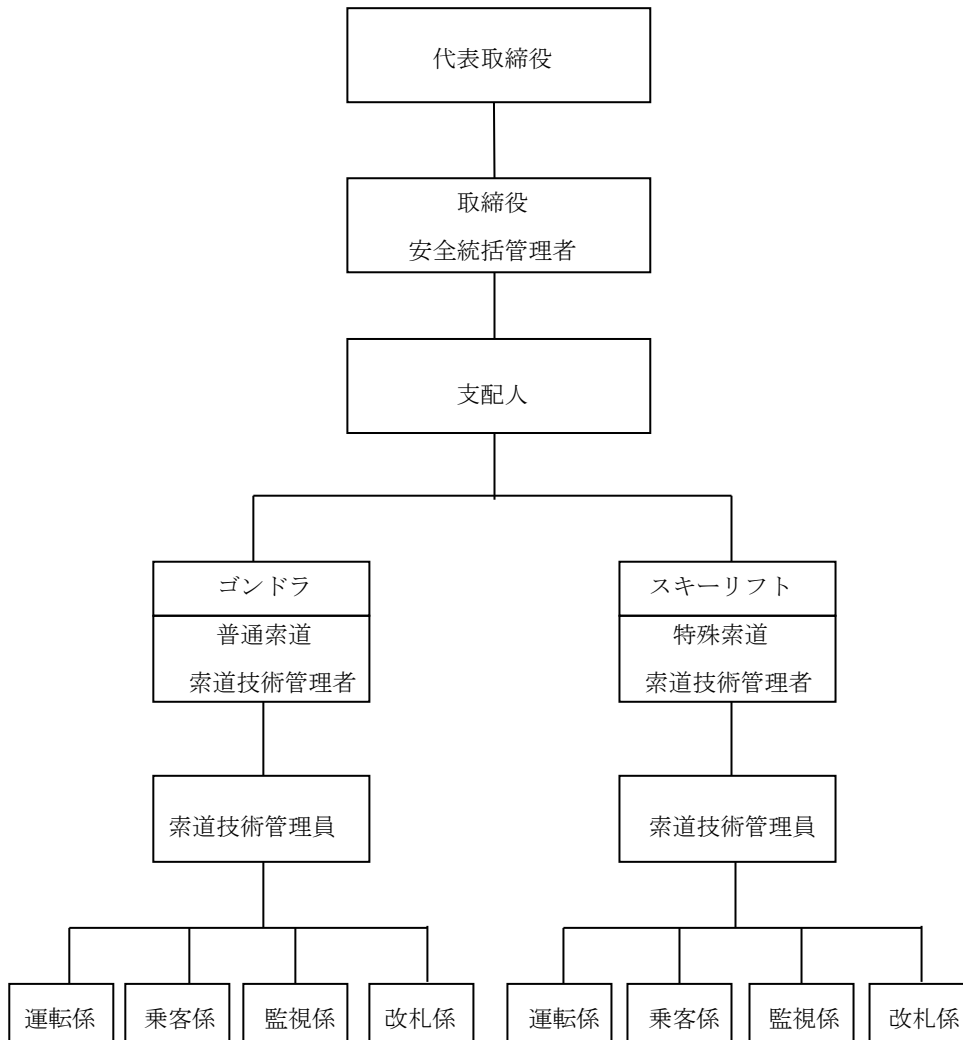 代表取締役
取締役
安全統括管理者
支配人
ゴンドラ
普通索道
索道技術管理者
スキーリフト
特殊索道
索道技術管理者
索道技術管理員
索道技術管理員
運転係
乗客係
監視係
改札係
運転係
乗客係
監視係
改札係